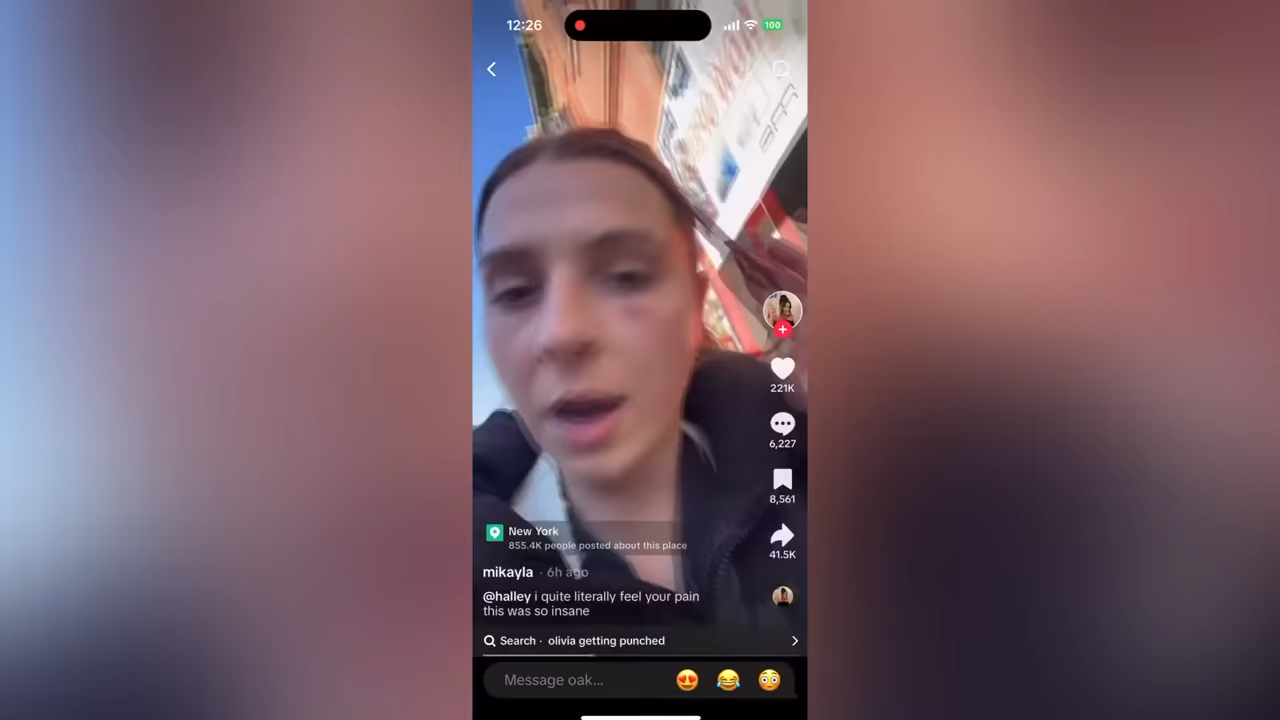 12:26
100
221K
6,227
8,561
41.5K
New York
855.4K people posted about this place
mikayla · 6h ago
@halley i quite literally feel your pain
this was so insane
Search · olivia getting punched
Message oak...